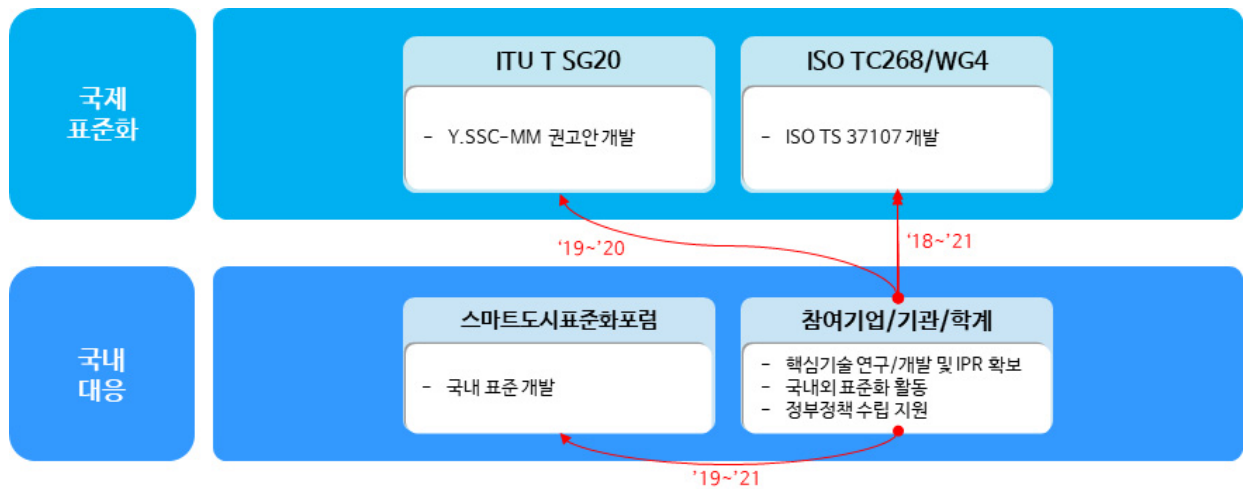 국제
표준화
ITU T SG20
- Y.SSC-MM 권고안 개발
ISO TC268/WG4
- ISO TS 37107 개발
‘19~’20
‘18~’21
국내
대응
스마트도시표준화포럼
- 국내 표준 개발
참여기업/기관/학계
- 핵심기술 연구/개발 및 IPR 확보
- 국내외 표준화 활동
- 정부정책 수립 지원
’19~’21